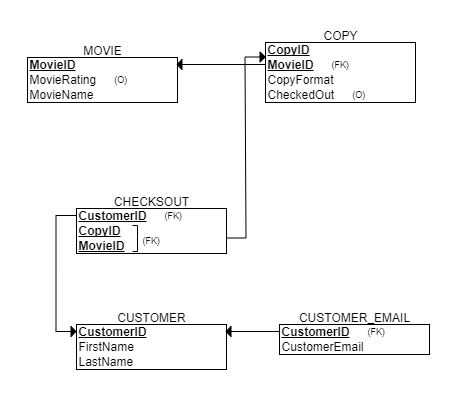 MOVIE
MovieID
MovieRating (O)
MovieName
COPY
CopyID
MovieID (FK)
CopyFormat
CheckedOut (O)
CHECKSOUT
CustomerID (FK)
CopyID
MovieID
(FK)
CUSTOMER
CustomerID
FirstName
LastName
CUSTOMER_EMAIL
CustomerID (FK)
CustomerEmail